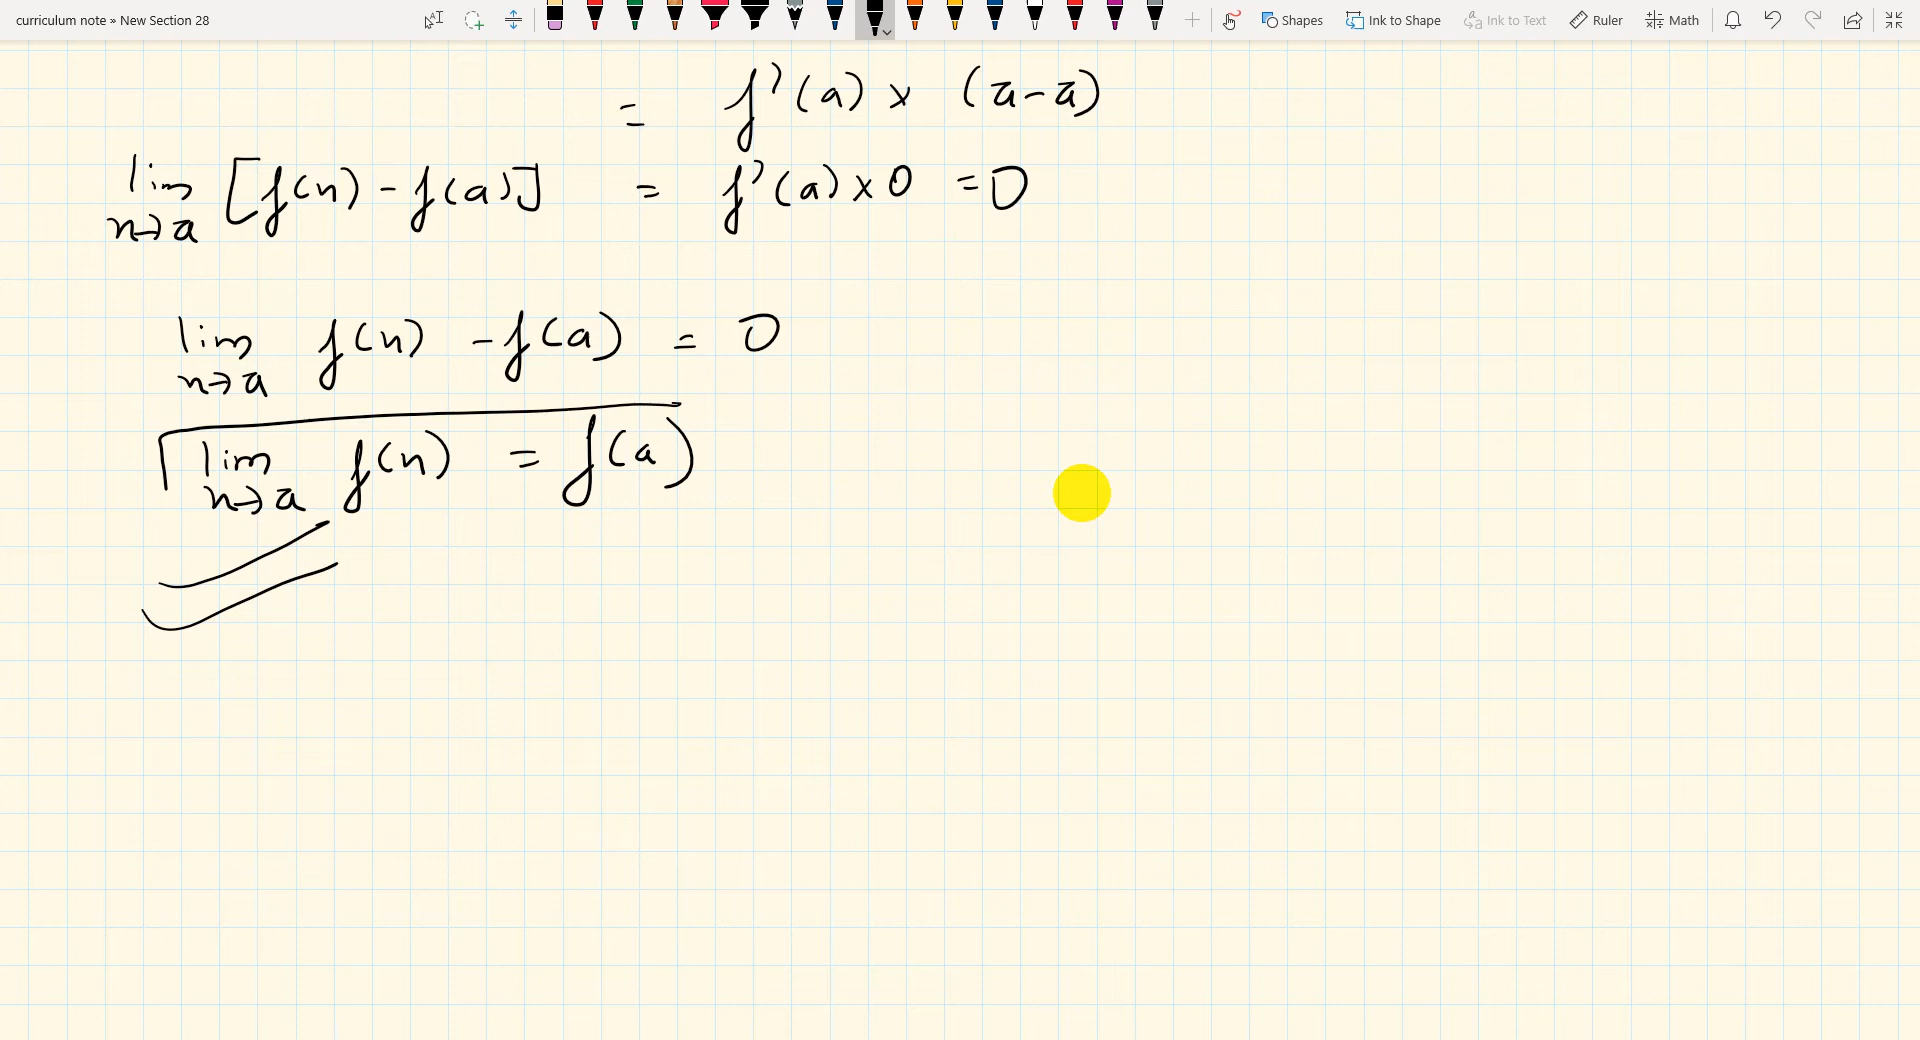 curriculum note » New Section 28 Shapes Ink to Shape Ink to Text Ruler Math
= f'(a) × (a-a)
lim [f(n) - f(a)] = f'(a) × 0 = 0
n→a
lim f(n) - f(a) = 0
n→a
lim f(n) = f(a)
n→a